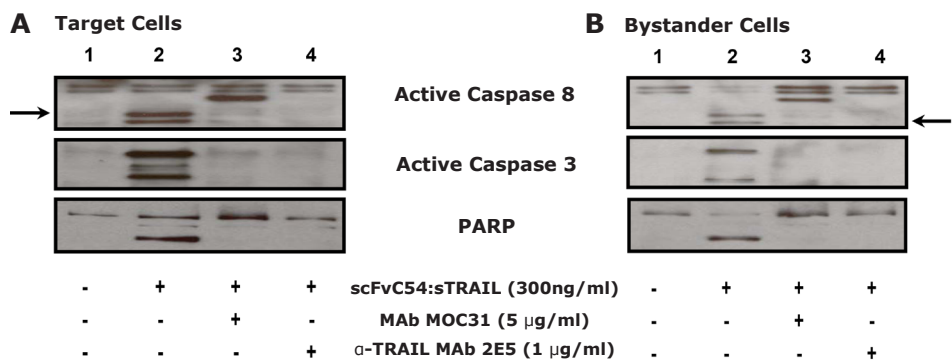 A Target Cells
B Bystander Cells
1 2 3 4
1 2 3 4
Active Caspase 8
Active Caspase 3
PARP
- + + + scFvC54:sTRAIL (300ng/ml) - + + +
- - + - MAb MOC31 (5 μg/ml) - - + -
- - - + α-TRAIL MAb 2E5 (1 μg/ml) - - - +